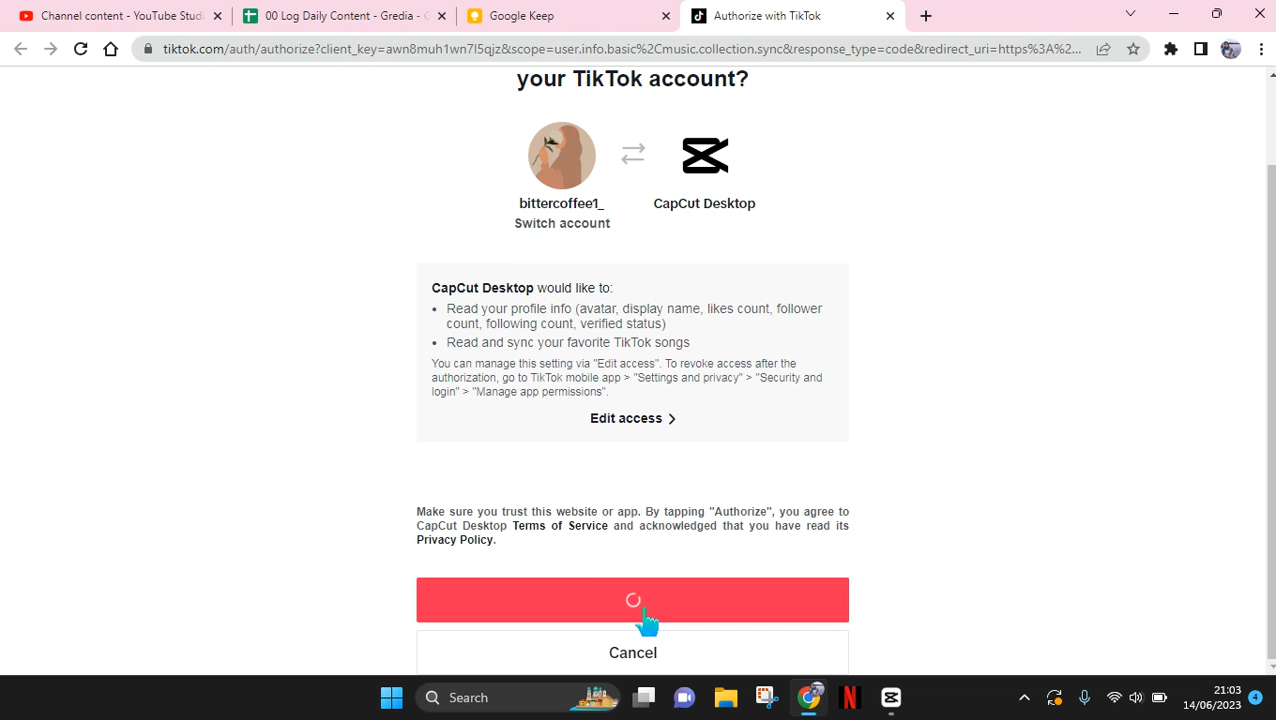 Channel content - YouTube Studi
00 Log Daily Content - Gredia - G
Google Keep
Authorize with TikTok
tiktok.com/auth/authorize?client_key=awn8muh1wn7l5qjz&scope=user.info.basic%2Cmusic.collection.sync&response_type=code&redirect_uri=https%3A%2...
your TikTok account?
bittercoffee1_
CapCut Desktop
Switch account
CapCut Desktop would like to:
• Read your profile info (avatar, display name, likes count, follower
count, following count, verified status)
• Read and sync your favorite TikTok songs
You can manage this setting via "Edit access". To revoke access after the
authorization, go to TikTok mobile app > "Settings and privacy" > "Security and
login" > "Manage app permissions".
Edit access >
Make sure you trust this website or app. By tapping "Authorize", you agree to
CapCut Desktop Terms of Service and acknowledged that you have read its
Privacy Policy.
Cancel
Search
N
21:03
14/06/2023
4